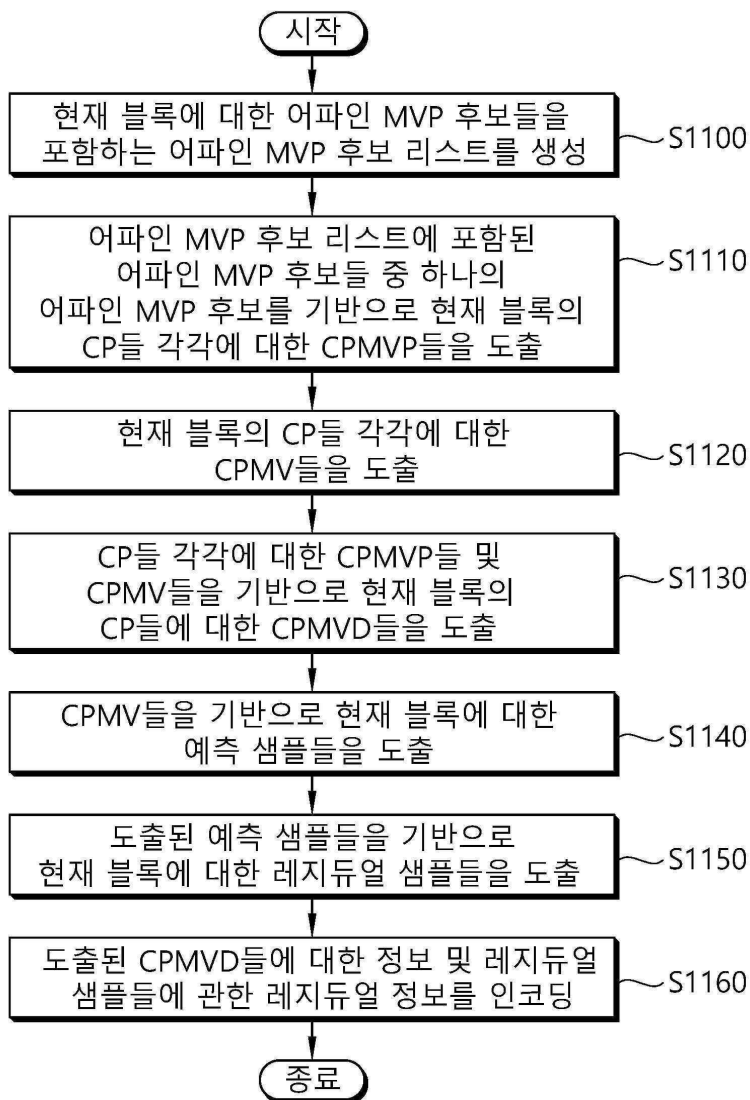 시작
현재 블록에 대한 어파인 MVP 후보들을
포함하는 어파인 MVP 후보 리스트를 생성
S1100
어파인 MVP 후보 리스트에 포함된
어파인 MVP 후보들 중 하나의
어파인 MVP 후보를 기반으로 현재 블록의
CP들 각각에 대한 CPMVP들을 도출
S1110
현재 블록의 CP들 각각에 대한
CPMV들을 도출
S1120
CP들 각각에 대한 CPMVP들 및
CPMV들을 기반으로 현재 블록의
CP들에 대한 CPMVD들을 도출
S1130
CPMV들을 기반으로 현재 블록에 대한
예측 샘플들을 도출
S1140
도출된 예측 샘플들을 기반으로
현재 블록에 대한 레지듀얼 샘플들을 도출
S1150
도출된 CPMVD들에 대한 정보 및 레지듀얼
샘플들에 관한 레지듀얼 정보를 인코딩
S1160
종료